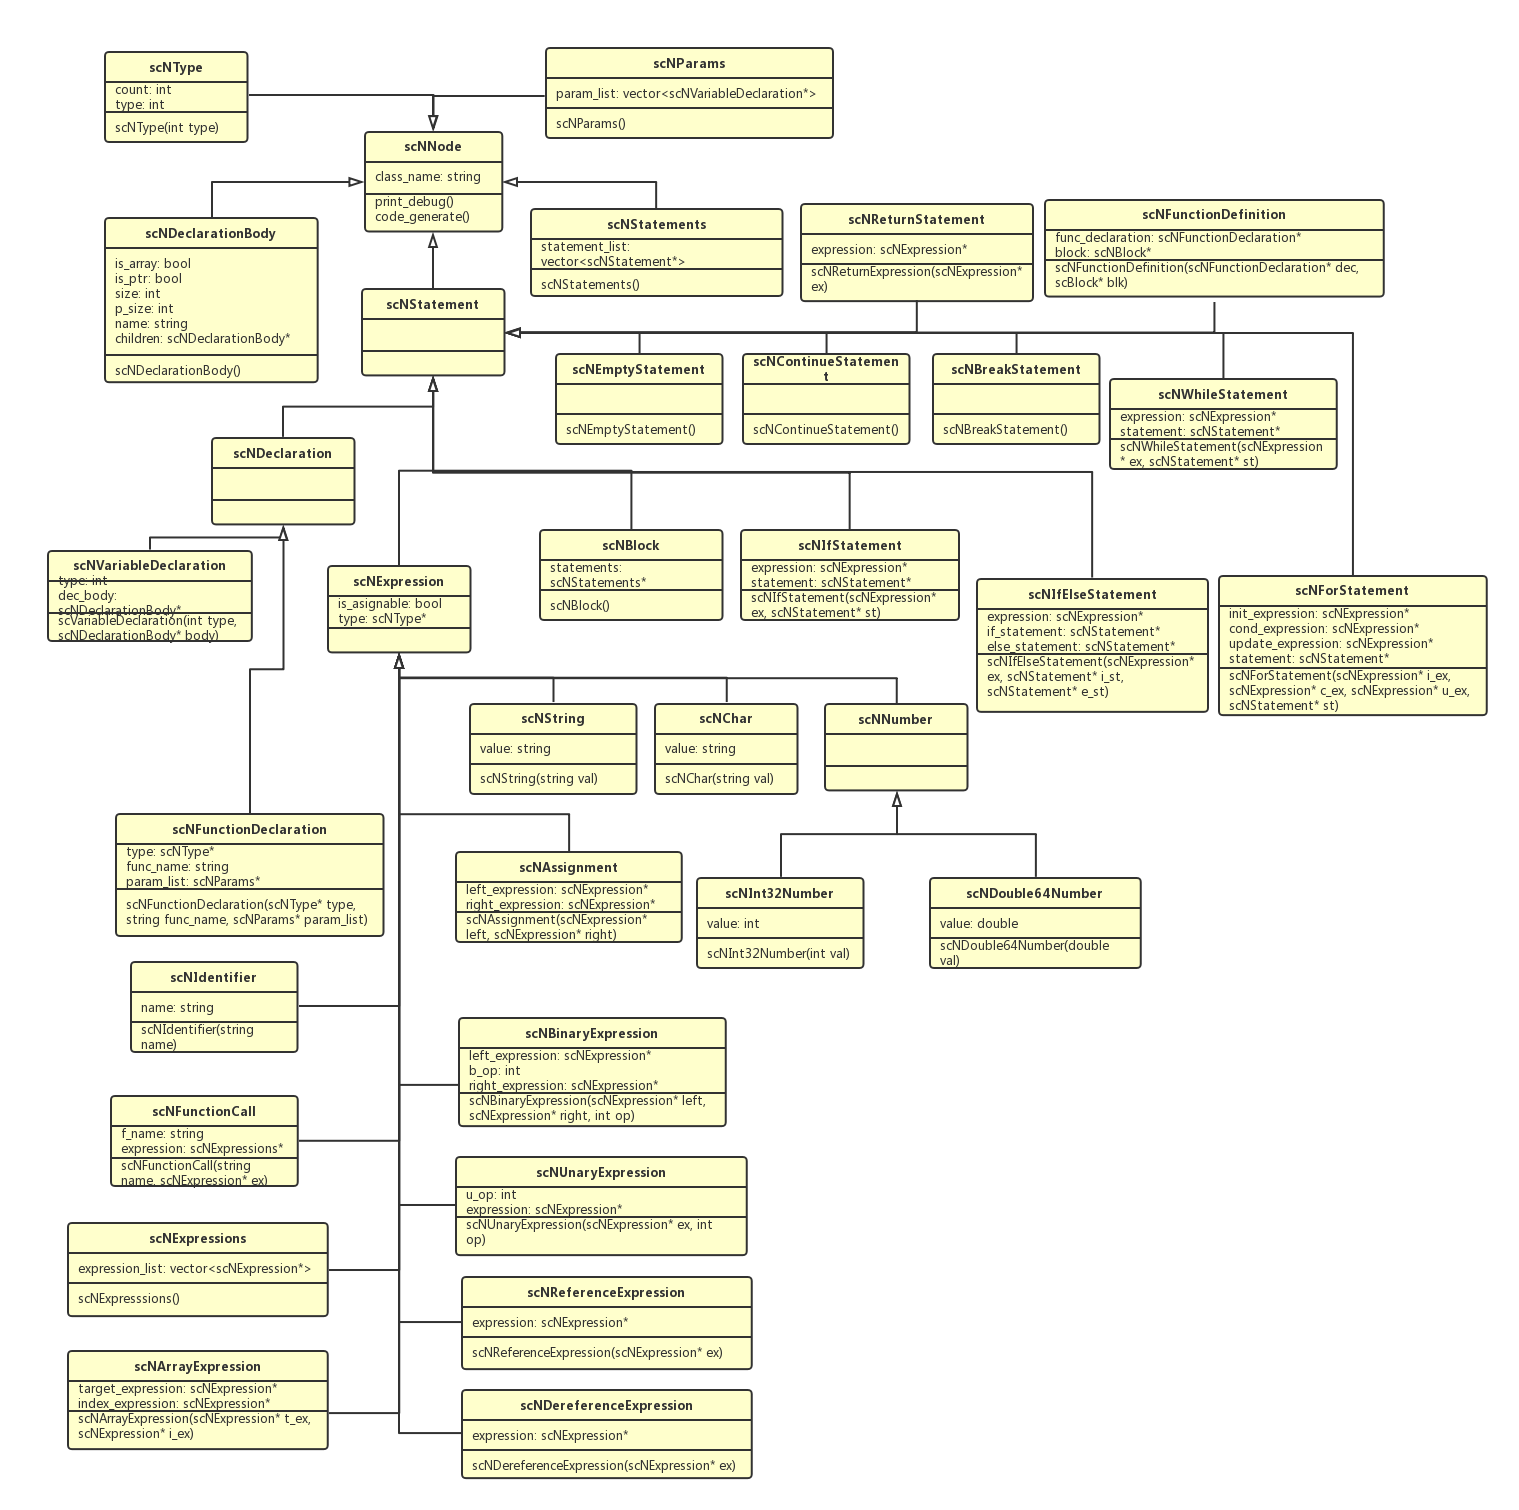 scNType
count: int
type: int
scNType(int type)
scNParams
param_list: vector<scNVariableDeclaration*>
scNParams()
scNNode
class_name: string
print_debug()
code_generate()
scNDeclarationBody
is_array: bool
is_ptr: bool
size: int
p_size: int
name: string
children: scNDeclarationBody*
scNDeclarationBody()
scNStatements
statement_list:
vector<scNStatement*>
scNStatements()
scNReturnStatement
expression: scNExpression*
scNReturnExpression(scNExpression*
ex)
scNFunctionDefinition
func_declaration: scNFunctionDeclaration*
block: scNBlock*
scNFunctionDefinition(scNFunctionDeclaration* dec,
scBlock* blk)
scNStatement
scNEmptyStatement
scNEmptyStatement()
scNContinueStatemen
t
scNContinueStatement()
scNBreakStatement
scNBreakStatement()
scNWhileStatement
expression: scNExpression*
statement: scNStatement*
scNWhileStatement(scNExpression
* ex, scNStatement* st)
scNDeclaration
scNVariableDeclaration
type: int
dec_body:
scNDeclarationBody*
scVariableDeclaration(int type,
scNDeclarationBody* body)
scNExpression
is_asignable: bool
type: scNType*
scNBlock
statements:
scNStatements*
scNBlock()
scNIfStatement
expression: scNExpression*
statement: scNStatement*
scNIfStatement(scNExpression*
ex, scNStatement* st)
scNIfElseStatement
expression: scNExpression*
if_statement: scNStatement*
else_statement: scNStatement*
scNIfElseStatement(scNExpression*
ex, scNStatement* i_st,
scNStatement* e_st)
scNForStatement
init_expression: scNExpression*
cond_expression: scNExpression*
update_expression: scNExpression*
statement: scNStatement*
scNForStatement(scNExpression* i_ex,
scNExpression* c_ex, scNExpression* u_ex,
scNStatement* st)
scNString
value: string
scNString(string val)
scNChar
value: string
scNChar(string val)
scNNumber
scNFunctionDeclaration
type: scNType*
func_name: string
param_list: scNParams*
scNFunctionDeclaration(scNType* type,
string func_name, scNParams* param_list)
scNAssignment
left_expression: scNExpression*
right_expression: scNExpression*
scNAssignment(scNExpression*
left, scNExpression* right)
scNInt32Number
value: int
scNInt32Number(int val)
scNDouble64Number
value: double
scNDouble64Number(double
val)
scNIdentifier
name: string
scNIdentifier(string
name)
scNBinaryExpression
left_expression: scNExpression*
b_op: int
right_expression: scNExpression*
scNBinaryExpression(scNExpression* left,
scNExpression* right, int op)
scNFunctionCall
f_name: string
expression: scNExpressions*
scNFunctionCall(string
name, scNExpression* ex)
scNUnaryExpression
u_op: int
expression: scNExpression*
scNUnaryExpression(scNExpression* ex, int
op)
scNExpressions
expression_list: vector<scNExpression*>
scNExpresssions()
scNReferenceExpression
expression: scNExpression*
scNReferenceExpression(scNExpression* ex)
scNArrayExpression
target_expression: scNExpression*
index_expression: scNExpression*
scNArrayExpression(scNExpression* t_ex,
scNExpression* i_ex)
scNDereferenceExpression
expression: scNExpression*
scNDereferenceExpression(scNExpression* ex)